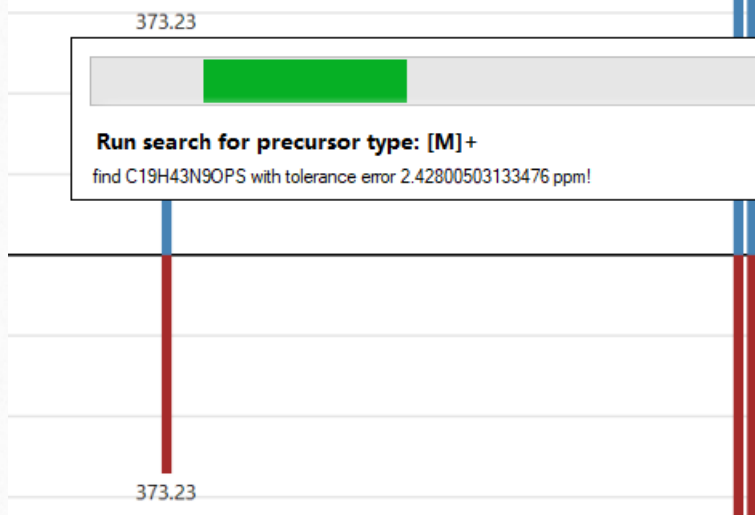 373.23
Run search for precursor type: [M]+
find C19H43N9OPS with tolerance error 2.42800503133476 ppm!
373.23